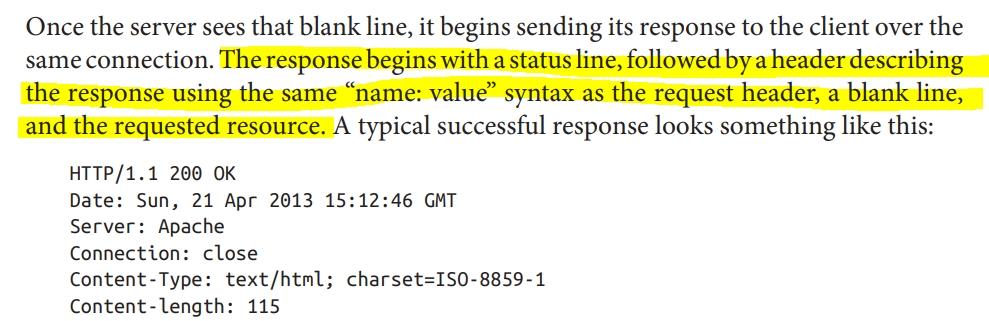 Once the server sees that blank line, it begins sending its response to the client over the
same connection. The response begins with a status line, followed by a header describing
the response using the same “name: value” syntax as the request header, a blank line,
and the requested resource. A typical successful response looks something like this:
HTTP/1.1 200 OK
Date: Sun, 21 Apr 2013 15:12:46 GMT
Server: Apache
Connection: close
Content-Type: text/html; charset=ISO-8859-1
Content-length: 115